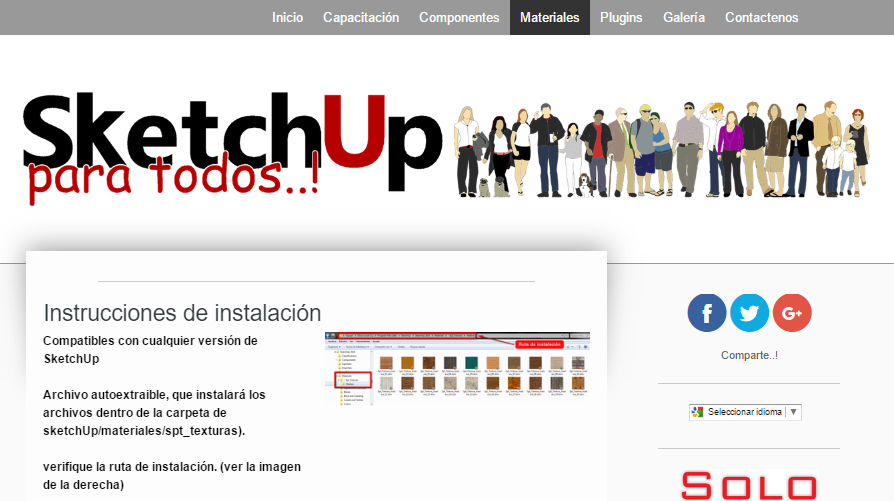 Inicio Capacitación Componentes Materiales Plugins Galería Contactenos
SketchUp
para todos..!
Instrucciones de instalación
Compatibles con cualquier versión de
SketchUp
Ruta de instalación
Archivo autoextraible, que instalará los
archivos dentro de la carpeta de
sketchUp/materiales/spt_texturas).
verifique la ruta de instalación. (ver la imagen
de la derecha)
Comparte..!
Seleccionar idioma ▼
SOLO